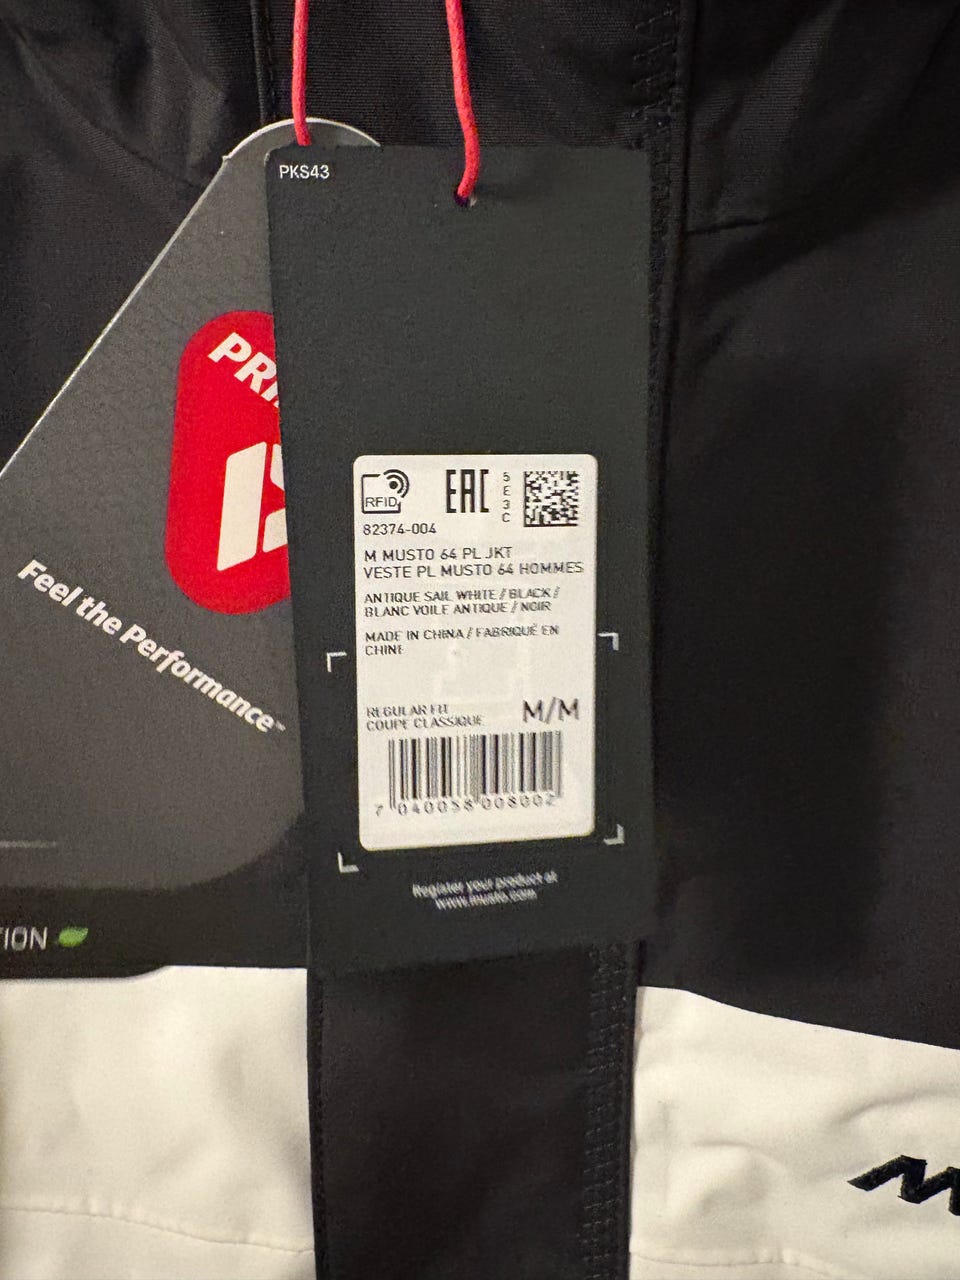 PKS43
Feel the Performance™
RFID
EAC
5
E
3
C
82374-004
M MUSTO 64 PL JKT
VESTE PL MUSTO 64 HOMMES
ANTIQUE SAIL WHITE / BLACK /
BLANC VOILE ANTIQUE / NOIR
MADE IN CHINA / FABRIQUÉ EN
CHINE
REGULAR FIT
COUPE CLASSIQUE
M/M
7 040058 008002
Register your product at
www.musto.com